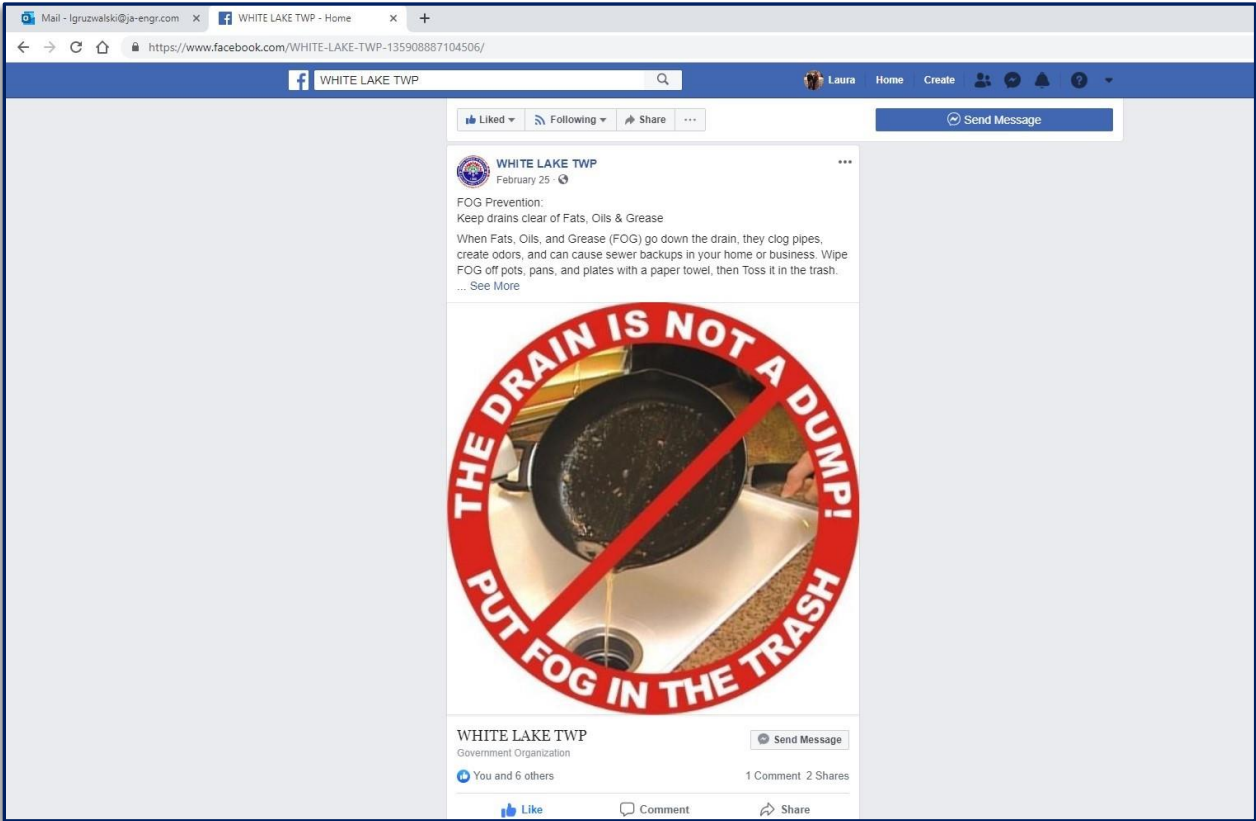 Mail - lgruzwalski@ja-engr.com
WHITE LAKE TWP - Home
https://www.facebook.com/WHITE-LAKE-TWP-135908887104506/
WHITE LAKE TWP
Laura
Home
Create
Liked
Following
Share
Send Message
WHITE LAKE TWP
February 25
FOG Prevention:
Keep drains clear of Fats, Oils & Grease
When Fats, Oils, and Grease (FOG) go down the drain, they clog pipes,
create odors, and can cause sewer backups in your home or business. Wipe
FOG off pots, pans, and plates with a paper towel, then Toss it in the trash.
... See More
THE DRAIN IS NOT A DUMP!
PUT FOG IN THE TRASH
WHITE LAKE TWP
Send Message
Government Organization
You and 6 others
1 Comment 2 Shares
Like
Comment
Share